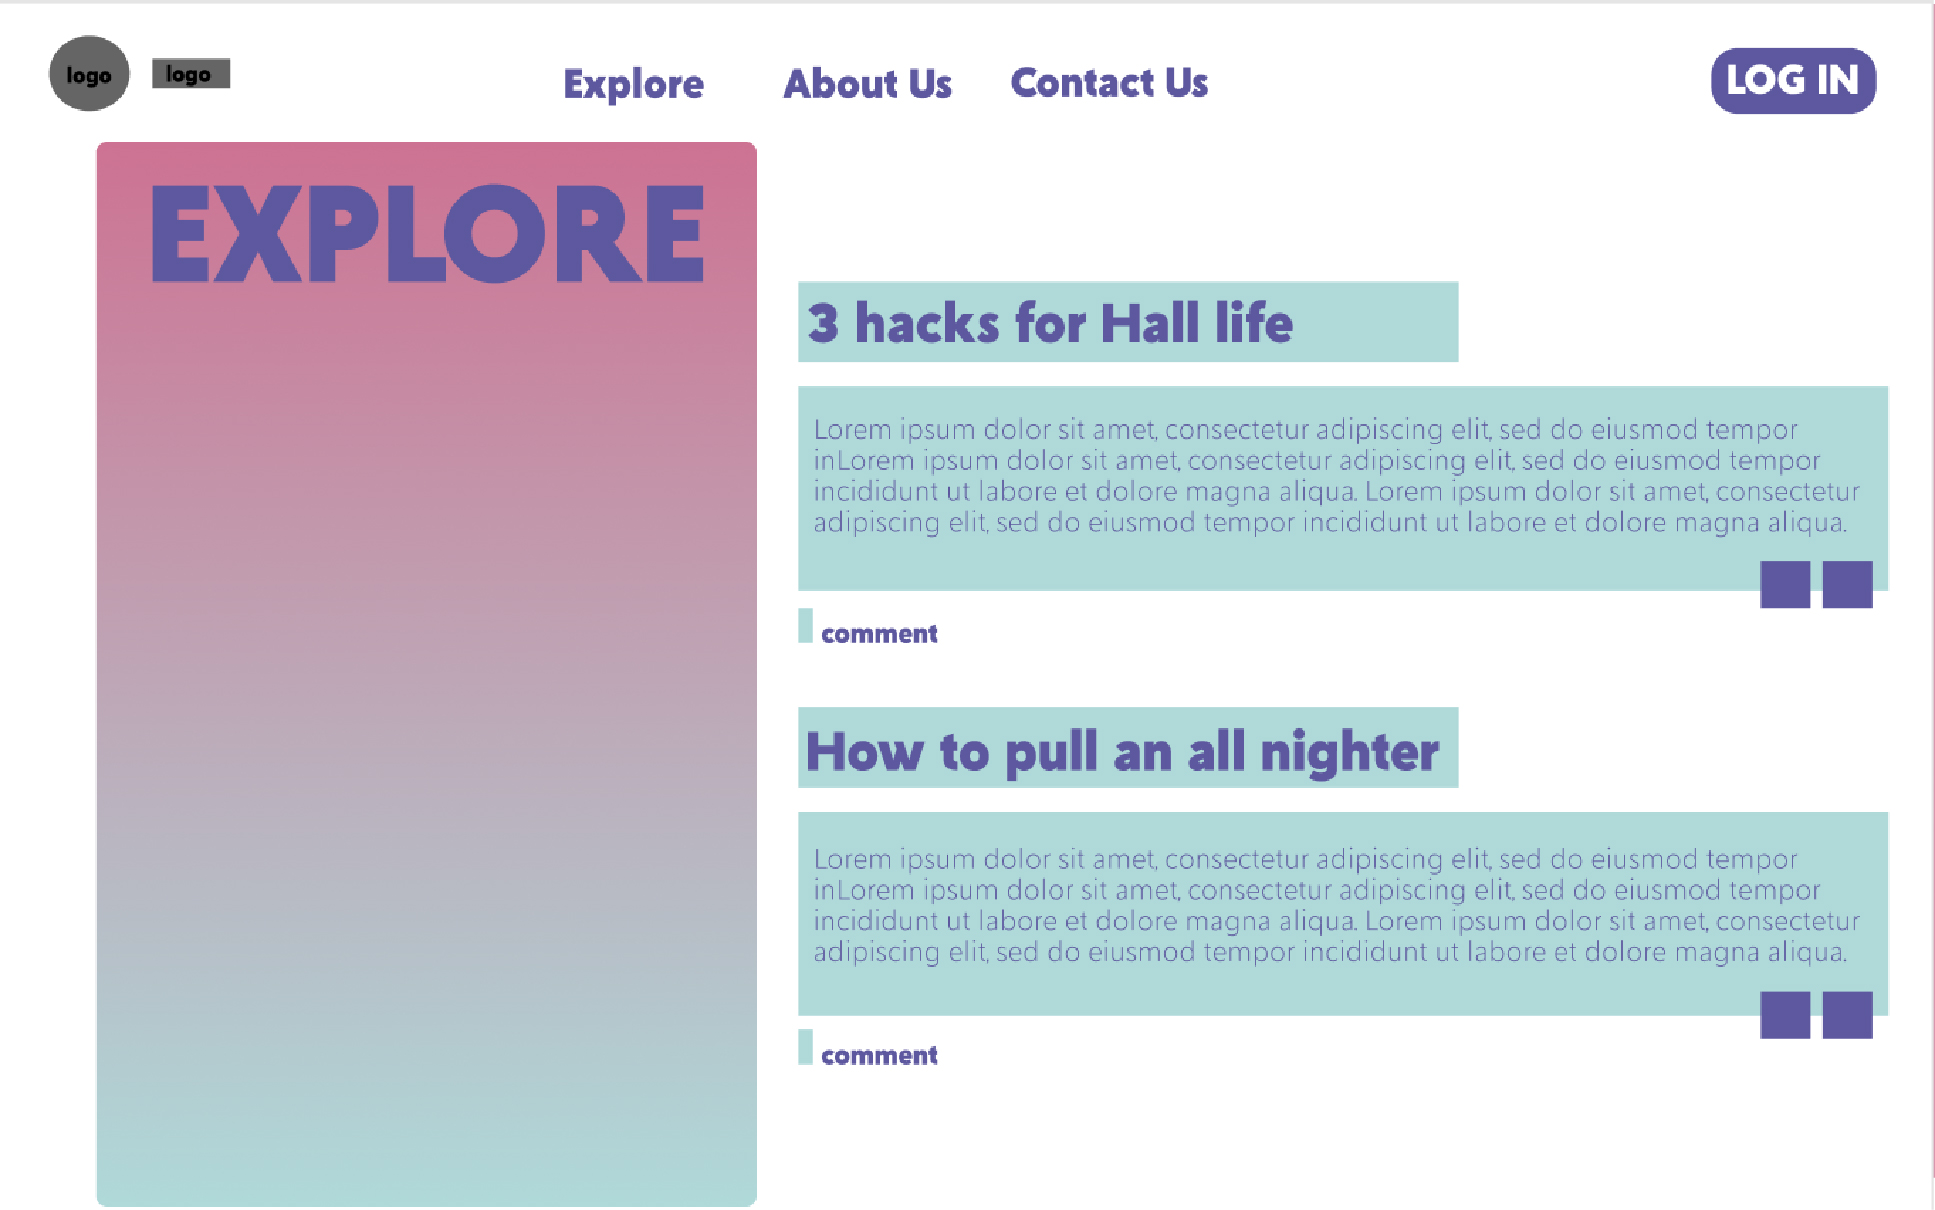 logo
logo
Explore
About Us
Contact Us
LOG IN
EXPLORE
3 hacks for Hall life
Lorem ipsum dolor sit amet, consectetur adipiscing elit, sed do eiusmod tempor
inLorem ipsum dolor sit amet, consectetur adipiscing elit, sed do eiusmod tempor
incididunt ut labore et dolore magna aliqua. Lorem ipsum dolor sit amet, consectetur
adipiscing elit, sed do eiusmod tempor incididunt ut labore et dolore magna aliqua.
comment
How to pull an all nighter
Lorem ipsum dolor sit amet, consectetur adipiscing elit, sed do eiusmod tempor
inLorem ipsum dolor sit amet, consectetur adipiscing elit, sed do eiusmod tempor
incididunt ut labore et dolore magna aliqua. Lorem ipsum dolor sit amet, consectetur
adipiscing elit, sed do eiusmod tempor incididunt ut labore et dolore magna aliqua.
comment